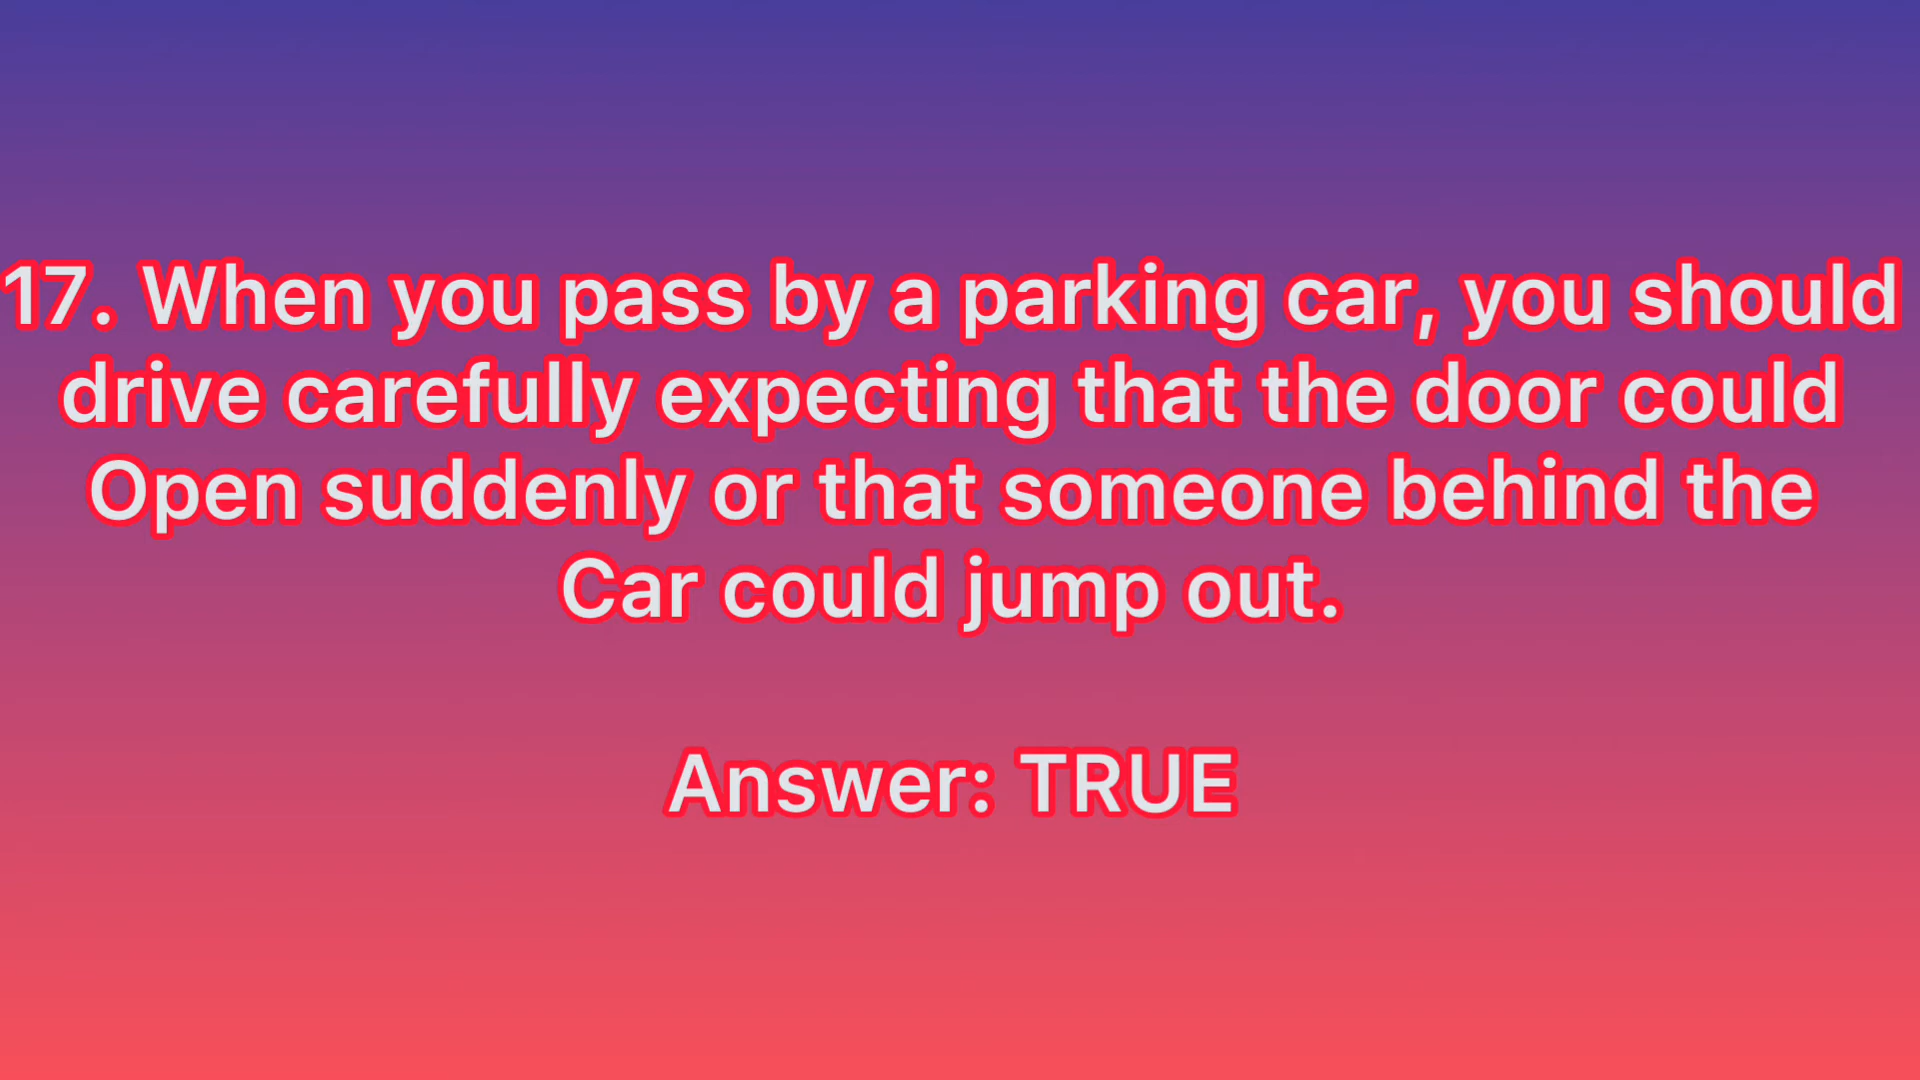 17. When you pass by a parking car, you should
drive carefully expecting that the door could
Open suddenly or that someone behind the
Car could jump out.
Answer: TRUE